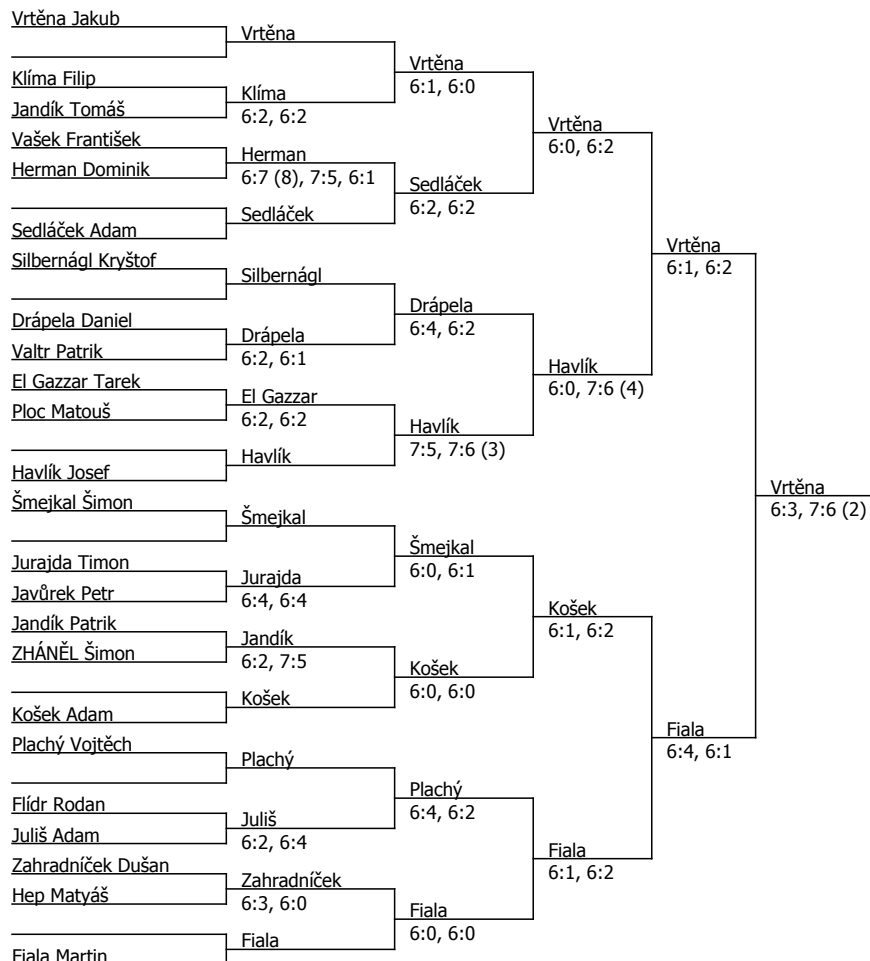 Vrtěna Jakub
Vrtěna
Vrtěna
6:1, 6:0
Klíma Filip
Klíma
Jandík Tomáš
6:2, 6:2
Vrtěna
6:0, 6:2
Vašek František
Herman
Herman Dominik
6:7 (8), 7:5, 6:1
Sedláček
6:2, 6:2
Sedláček
Sedláček Adam
Vrtěna
6:1, 6:2
Silbernágl Kryštof
Silbernágl
Drápela
6:4, 6:2
Drápela Daniel
Drápela
Valtr Patrik
6:2, 6:1
Havlík
6:0, 7:6 (4)
El Gazzar Tarek
El Gazzar
Ploc Matouš
6:2, 6:2
Havlík
7:5, 7:6 (3)
Havlík
Havlík Josef
Vrtěna
6:3, 7:6 (2)
Šmejkal Šimon
Šmejkal
Šmejkal
6:0, 6:1
Jurajda Timon
Jurajda
Javůrek Petr
6:4, 6:4
Košek
6:1, 6:2
Jandík Patrik
Jandík
ZHÁNĚL Šimon
6:2, 7:5
Košek
6:0, 6:0
Košek
Košek Adam
Fiala
6:4, 6:1
Plachý Vojtěch
Plachý
Plachý
6:4, 6:2
Flídr Rodan
Juliš
Juliš Adam
6:2, 6:4
Fiala
6:1, 6:2
Zahradníček Dušan
Zahradníček
Hep Matyáš
6:3, 6:0
Fiala
6:0, 6:0
Fiala
Fiala Martin